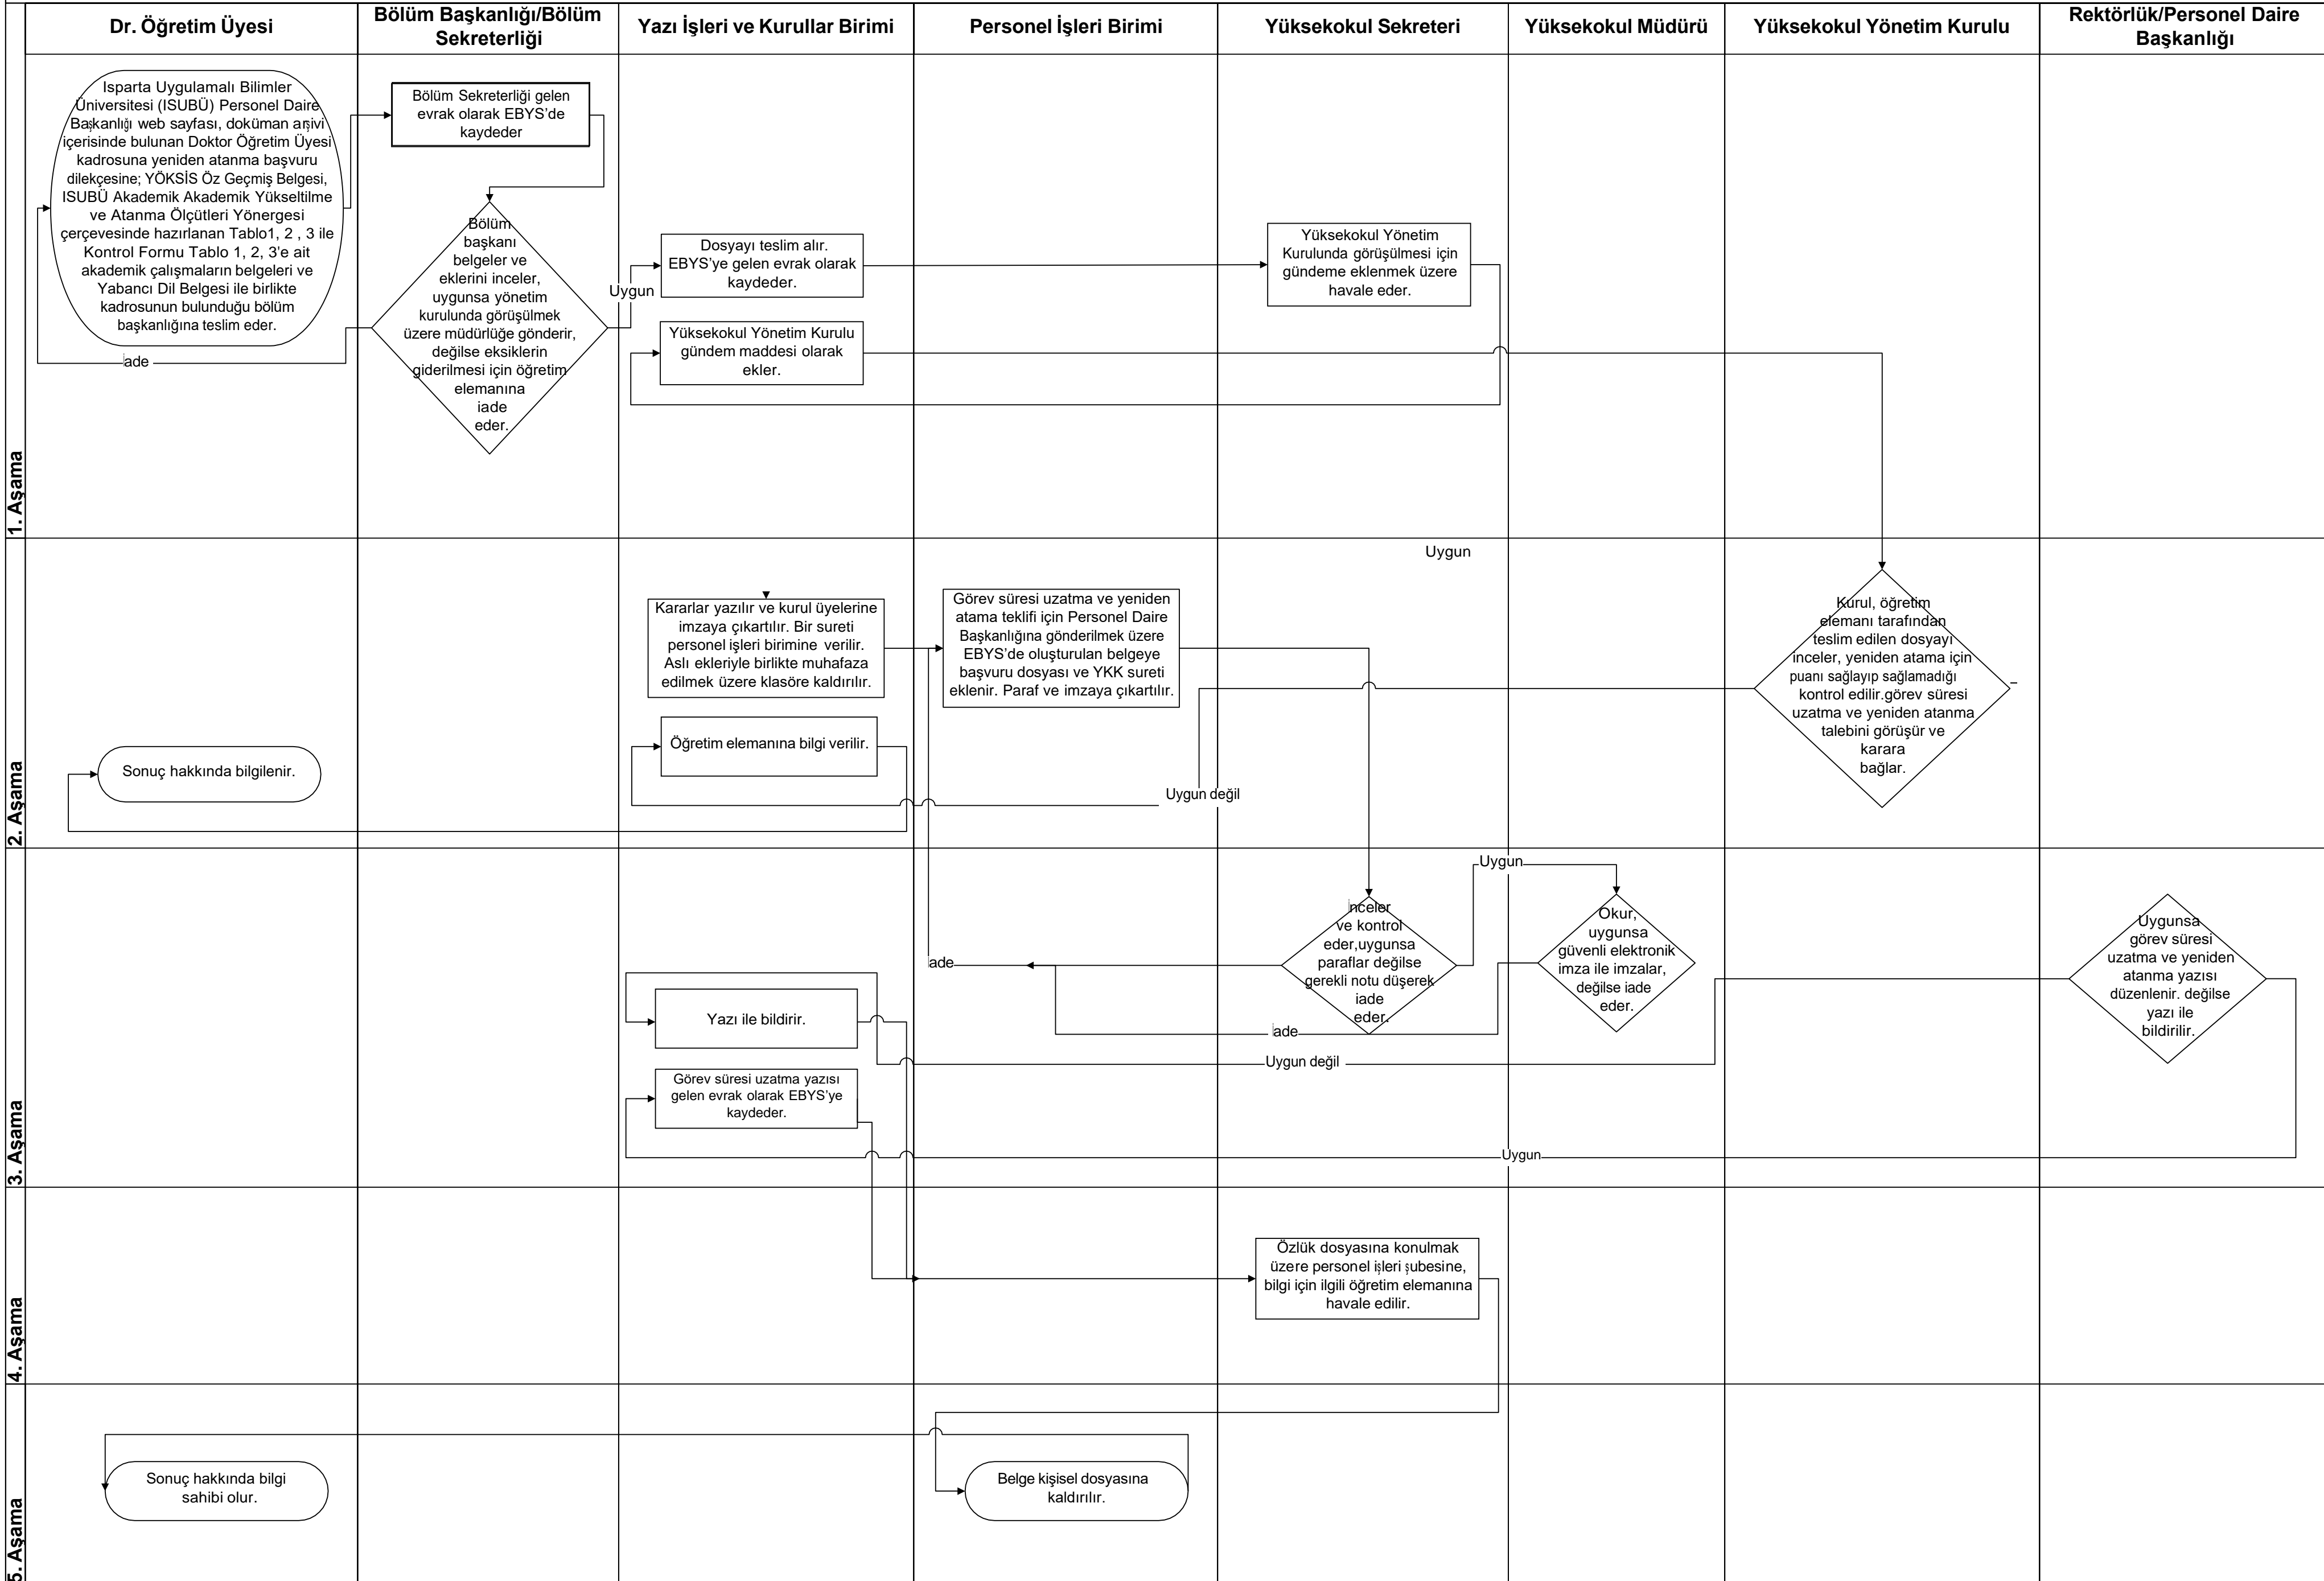 Dr. Öğretim Üyesi
Bölüm Başkanlığı/Bölüm
Sekreterliği
Yazı İşleri ve Kurullar Birimi
Personel İşleri Birimi
Yüksekokul Sekreteri
Yüksekokul Müdürü
Yüksekokul Yönetim Kurulu
Rektörlük/Personel Daire
Başkanlığı
1. Aşama
Isparta Uygulamalı Bilimler
Üniversitesi (ISUBÜ) Personel Daire
Başkanlığı web sayfası, doküman arşivi
içerisinde bulunan Doktor Öğretim Üyesi
kadrosuna yeniden atanma başvuru
dilekçesine; YÖKSİS Öz Geçmiş Belgesi,
ISUBÜ Akademik Akademik Yükseltilme
ve Atanma Ölçütleri Yönergesi
çerçevesinde hazırlanan Tablo1, 2 , 3 ile
Kontrol Formu Tablo 1, 2, 3'e ait
akademik çalışmaların belgeleri ve
Yabancı Dil Belgesi ile birlikte
kadrosunun bulunduğu bölüm
başkanlığına teslim eder.
İade
Bölüm Sekreterliği gelen
evrak olarak EBYS’de
kaydeder
Bölüm
başkanı
belgeler ve
eklerini inceler,
uygunsa yönetim
kurulunda görüşülmek
üzere müdürlüğe gönderir,
değilse eksiklerin
giderilmesi için öğretim
elemanına
iade
eder.
Uygun
Dosyayı teslim alır.
EBYS’ye gelen evrak olarak
kaydeder.
Yüksekokul Yönetim Kurulu
gündem maddesi olarak
ekler.
Yüksekokul Yönetim
Kurulunda görüşülmesi için
gündeme eklenmek üzere
havale eder.
2. Aşama
Uygun
Kararlar yazılır ve kurul üyelerine
imzaya çıkartılır. Bir sureti
personel işleri birimine verilir.
Aslı ekleriyle birlikte muhafaza
edilmek üzere klasöre kaldırılır.
Görev süresi uzatma ve yeniden
atama teklifi için Personel Daire
Başkanlığına gönderilmek üzere
EBYS’de oluşturulan belgeye
başvuru dosyası ve YKK sureti
eklenir. Paraf ve imzaya çıkartılır.
Kurul, öğretim
elemanı tarafından
teslim edilen dosyayı
inceler, yeniden atama için
puanı sağlayıp sağlamadığı
kontrol edilir.görev süresi
uzatma ve yeniden atanma
talebini görüşür ve
karara
bağlar.
Öğretim elemanına bilgi verilir.
Sonuç hakkında bilgilenir.
Uygun değil
3. Aşama
Uygun
İnceler
ve kontrol
eder,uygunsa
paraflar değilse
gerekli notu düşerek
iade
eder.
Okur,
uygunsa
güvenli elektronik
imza ile imzalar,
değilse iade
eder.
Uygunsa
görev süresi
uzatma ve yeniden
atanma yazısı
düzenlenir. değilse
yazı ile
bildirilir.
İade
İade
Yazı ile bildirir.
Uygun değil
Görev süresi uzatma yazısı
gelen evrak olarak EBYS’ye
kaydeder.
Uygun
4. Aşama
Özlük dosyasına konulmak
üzere personel işleri şubesine,
bilgi için ilgili öğretim elemanına
havale edilir.
5. Aşama
Sonuç hakkında bilgi
sahibi olur.
Belge kişisel dosyasına
kaldırılır.